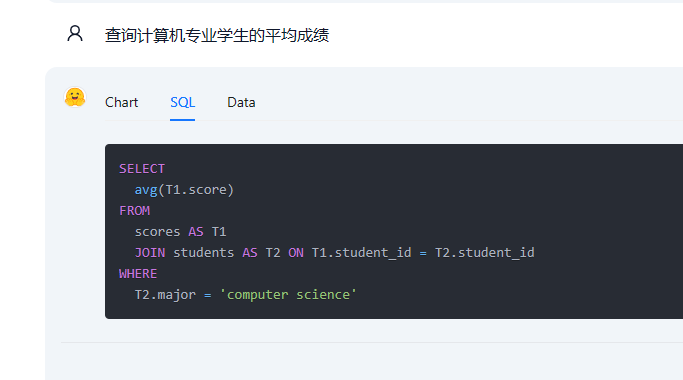 查询计算机专业学生的平均成绩
Chart SQL Data
SELECT
avg(T1.score)
FROM
scores AS T1
JOIN students AS T2 ON T1.student_id = T2.student_id
WHERE
T2.major = 'computer science'